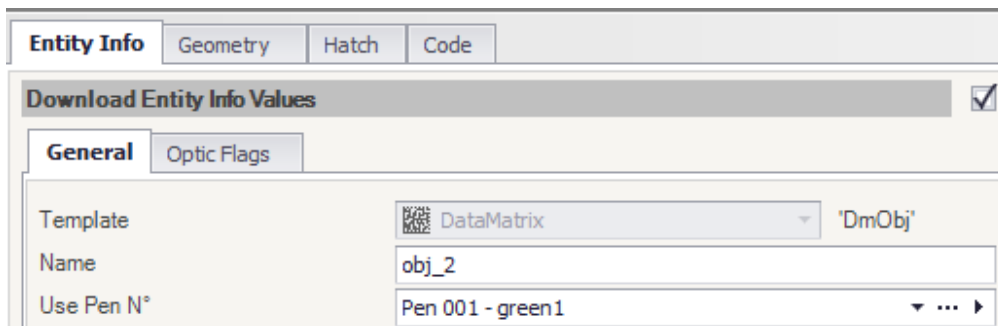 Entity Info Geometry Hatch Code
Download Entity Info Values
General Optic Flags
Template DataMatrix 'DmObj'
Name obj_2
Use Pen N° Pen 001 - green1